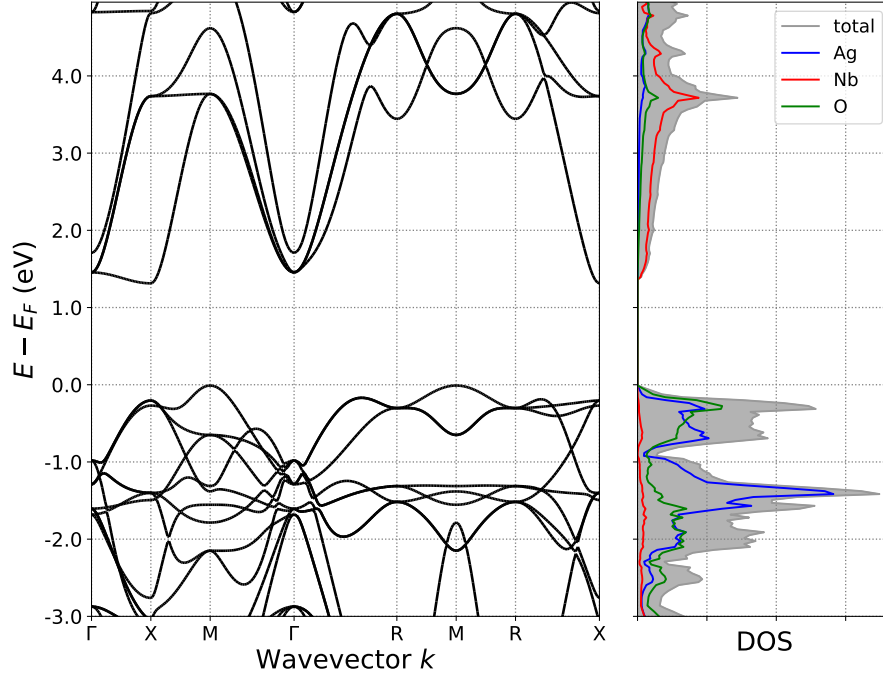 total
Ag
Nb
O
4.0
3.0
2.0
1.0
0.0
-1.0
-2.0
-3.0
E − E_F (eV)
Γ X M Γ R M R X
Wavevector k
DOS